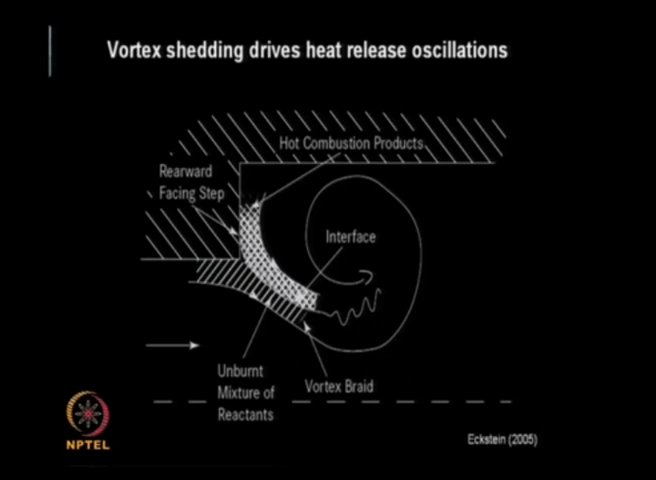 Vortex shedding drives heat release oscillations
Hot Combustion Products
Rearward
Facing Step
Interface
Unburnt
Mixture of
Reactants
Vortex Braid
NPTEL
Eckstein (2005)